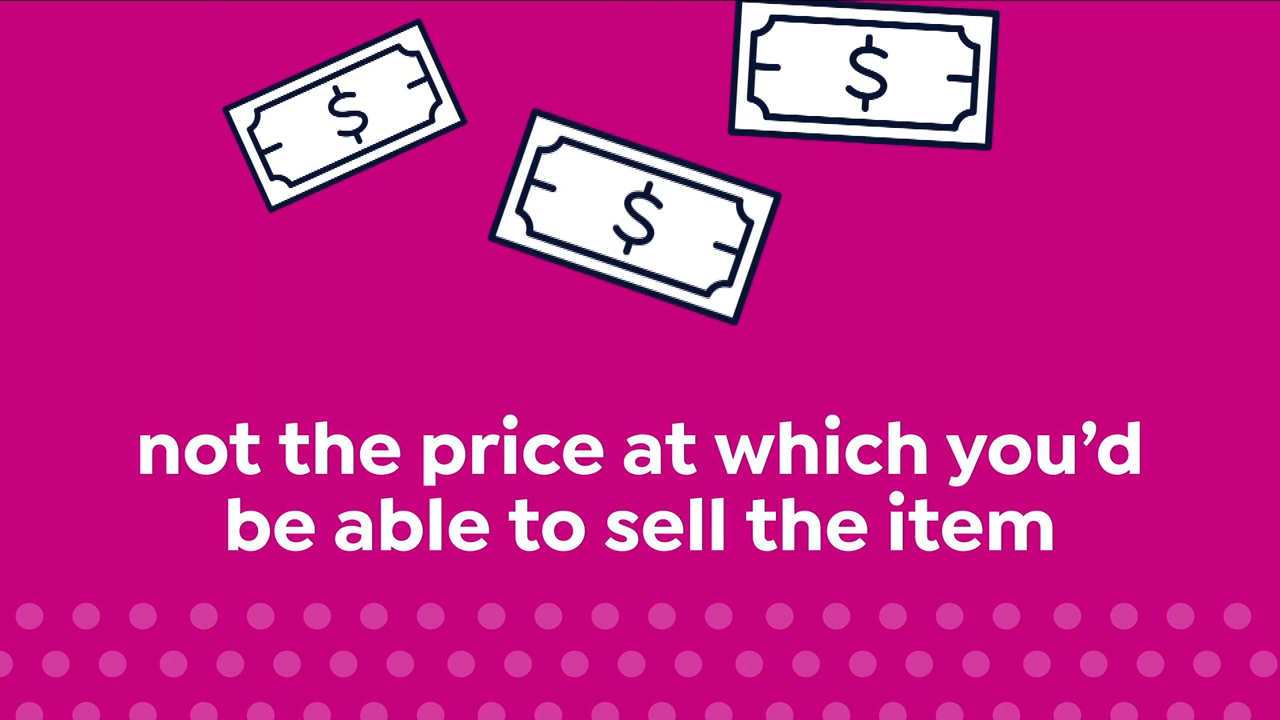 $
$
$
not the price at which you’d
be able to sell the item